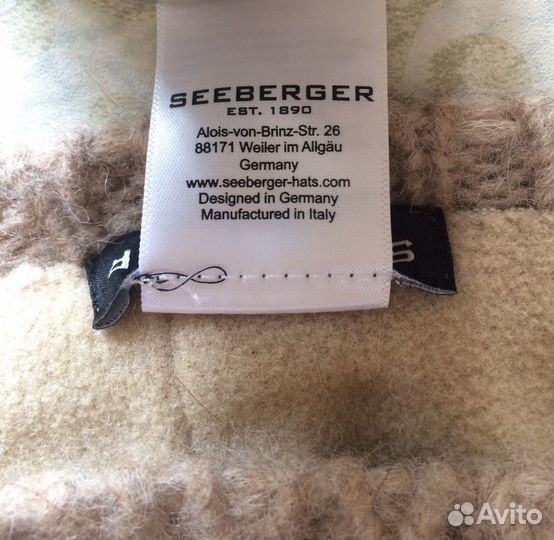 SEEBERGER
EST. 1890
Alois-von-Brinz-Str. 26
88171 Weiler im Allgäu
Germany
www.seeberger-hats.com
Designed in Germany
Manufactured in Italy
Avito